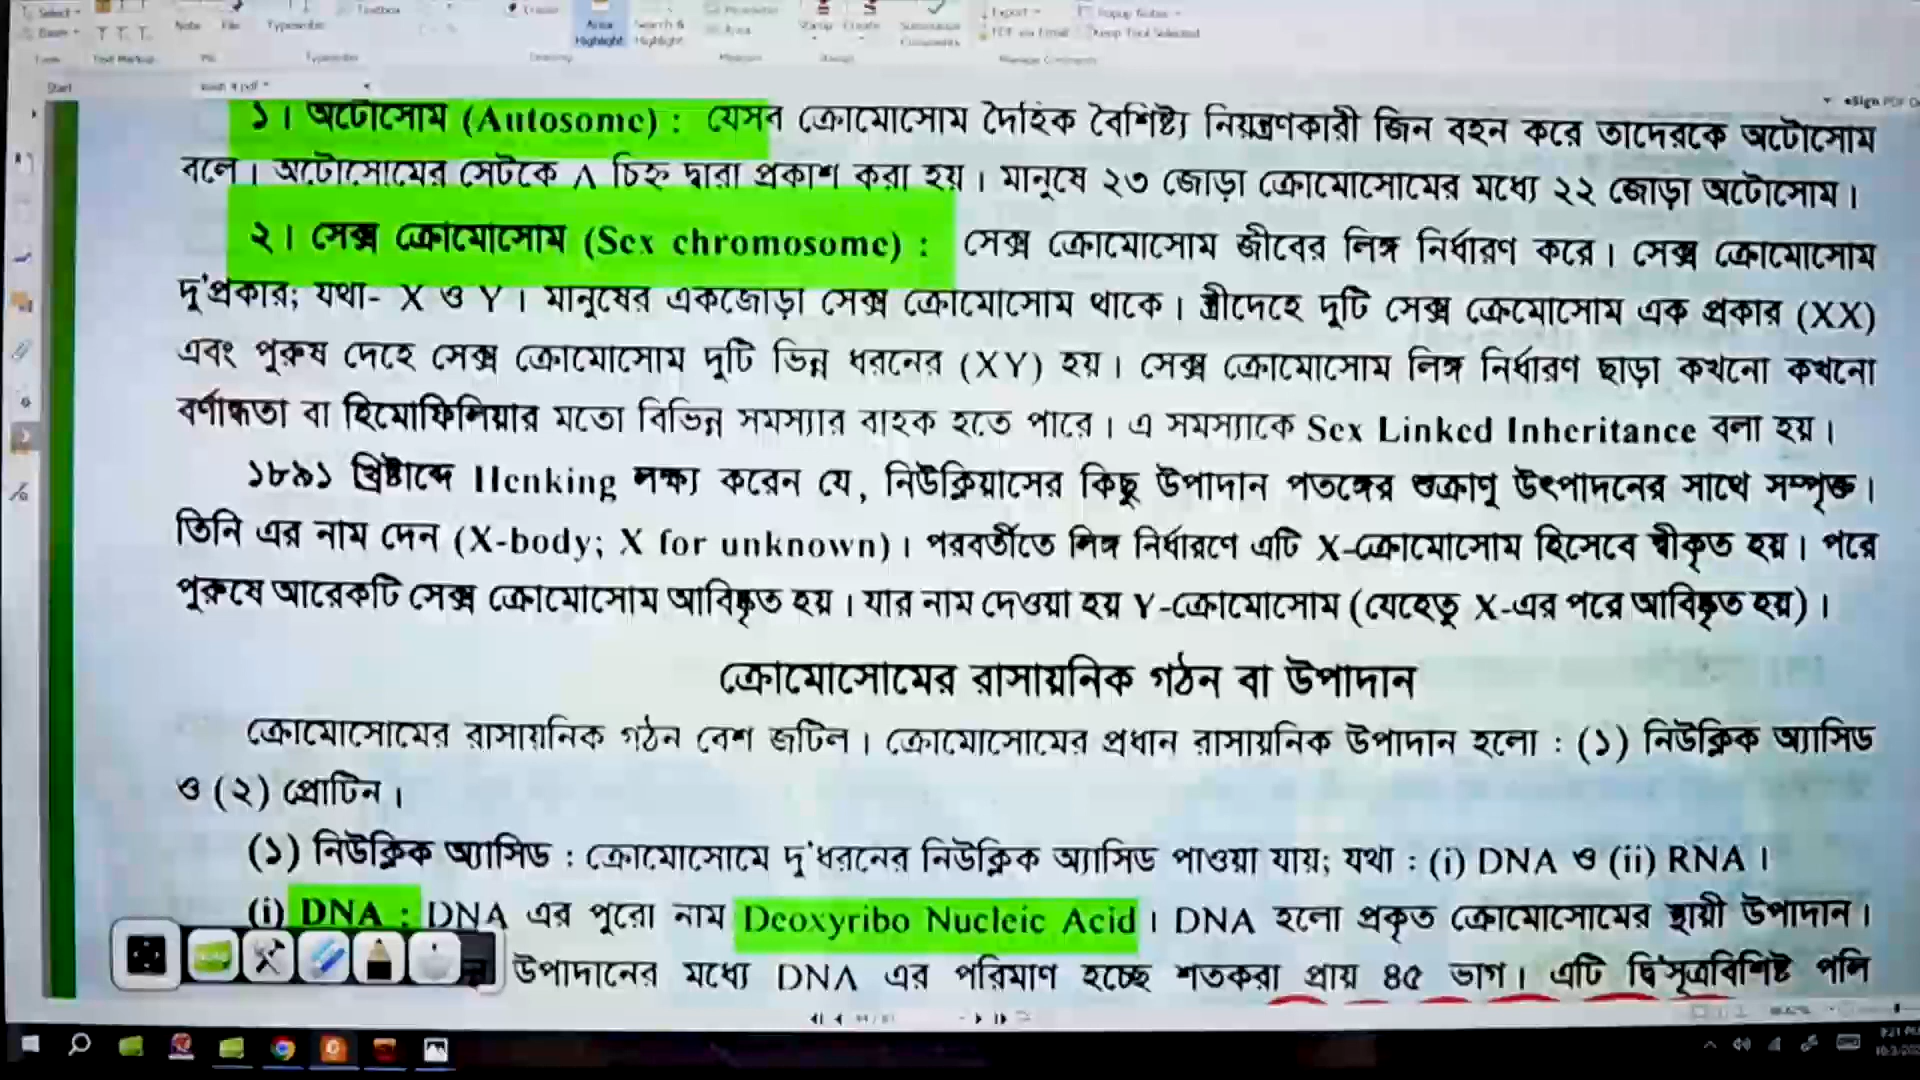 Start
১। অটোসোম (Autosome) : যেসব ক্রোমোসোম দৈহিক বৈশিষ্ট্য নিয়ন্ত্রণকারী জিন বহন করে তাদেরকে অটোসোম
বলে। অটোসোমের সেটকে A চিহ্ন দ্বারা প্রকাশ করা হয়। মানুষে ২৩ জোড়া ক্রোমোসোমের মধ্যে ২২ জোড়া অটোসোম।
২। সেক্স ক্রোমোসোম (Sex chromosome) : সেক্স ক্রোমোসোম জীবের লিঙ্গ নির্ধারণ করে। সেক্স ক্রোমোসোম
দু'প্রকার; যথা- X ও Y। মানুষের একজোড়া সেক্স ক্রোমোসোম থাকে। স্ত্রীদেহে দুটি সেক্স ক্রেমোসোম এক প্রকার (XX)
এবং পুরুষ দেহে সেক্স ক্রোমোসোম দুটি ভিন্ন ধরনের (XY) হয়। সেক্স ক্রোমোসোম লিঙ্গ নির্ধারণ ছাড়া কখনো কখনো
বর্ণান্ধতা বা হিমোফিলিয়ার মতো বিভিন্ন সমস্যার বাহক হতে পারে। এ সমস্যাকে Sex Linked Inheritance বলা হয়।
১৮৯১ খ্রিষ্টাব্দে Henking লক্ষ্য করেন যে, নিউক্লিয়াসের কিছু উপাদান পতঙ্গের শুক্রাণু উৎপাদনের সাথে সম্পৃক্ত।
তিনি এর নাম দেন (X-body; X for unknown)। পরবর্তীতে লিঙ্গ নির্ধারণে এটি X-ক্রোমোসোম হিসেবে স্বীকৃত হয়। পরে
পুরুষে আরেকটি সেক্স ক্রোমোসোম আবিষ্কৃত হয়। যার নাম দেওয়া হয় Y-ক্রোমোসোম (যেহেতু X-এর পরে আবিষ্কৃত হয়)।
ক্রোমোসোমের রাসায়নিক গঠন বা উপাদান
ক্রোমোসোমের রাসায়নিক গঠন বেশ জটিল। ক্রোমোসোমের প্রধান রাসায়নিক উপাদান হলো : (১) নিউক্লিক অ্যাসিড
ও (২) প্রোটিন।
(১) নিউক্লিক অ্যাসিড : ক্রোমোসোমে দু'ধরনের নিউক্লিক অ্যাসিড পাওয়া যায়; যথা : (i) DNA ও (ii) RNA।
(i) DNA : DNA এর পুরো নাম Deoxyribo Nucleic Acid। DNA হলো প্রকৃত ক্রোমোসোমের স্থায়ী উপাদান।
উপাদানের মধ্যে DNA এর পরিমাণ হচ্ছে শতকরা প্রায় ৪৫ ভাগ। এটি দ্বি'সূত্রবিশিষ্ট পলি